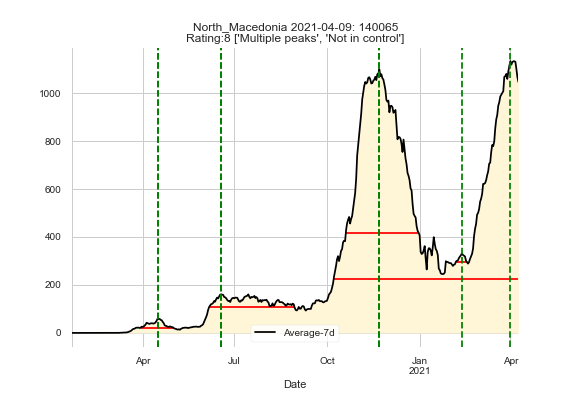 North_Macedonia 2021-04-09: 140065
Rating:8 ['Multiple peaks', 'Not in control']
1000
800
600
400
200
0
Average-7d
Apr
Jul
Oct
Jan
2021
Apr
Date